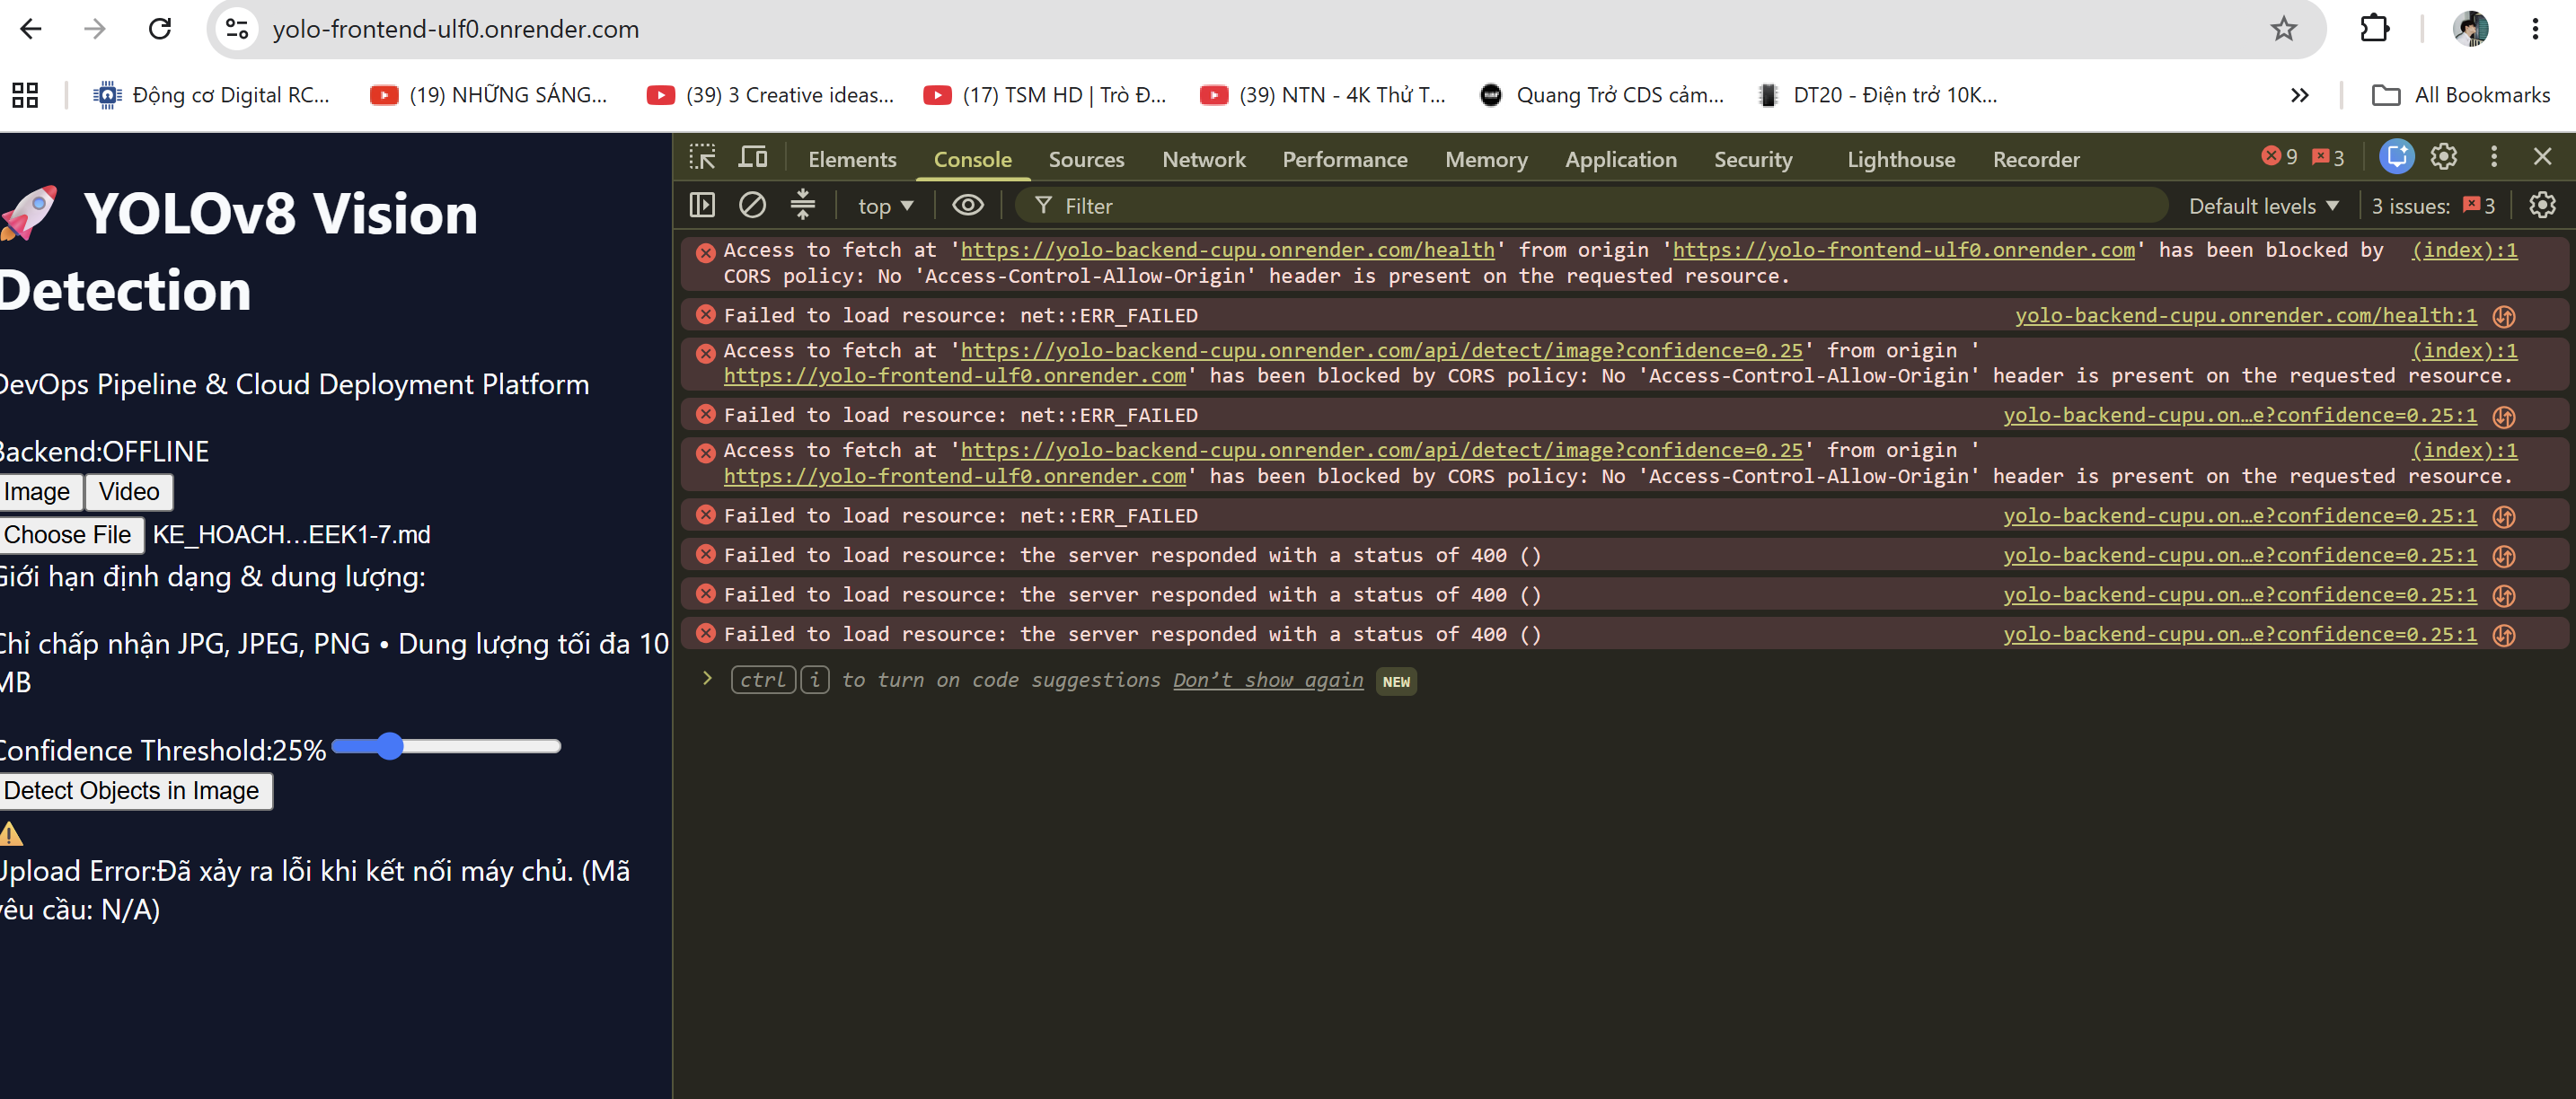 yolo-frontend-ulf0.onrender.com
Động cơ Digital RC...
(19) NHỮNG SÁNG...
(39) 3 Creative ideas...
(17) TSM HD | Trò Đ...
(39) NTN - 4K Thử T...
Quang Trở CDS cảm...
DT20 - Điện trở 10K...
All Bookmarks
🚀 YOLOv8 Vision
Detection
DevOps Pipeline & Cloud Deployment Platform
Backend:OFFLINE
Image Video
Choose File KE_HOACH...EEK1-7.md
Giới hạn định dạng & dung lượng:
Chỉ chấp nhận JPG, JPEG, PNG • Dung lượng tối đa 10
MB
Confidence Threshold:25%
Detect Objects in Image
⚠
Upload Error:Đã xảy ra lỗi khi kết nối máy chủ. (Mã
yêu cầu: N/A)
Elements Console Sources Network Performance Memory Application Security Lighthouse Recorder 9 3
top Filter Default levels 3 issues: 3
Access to fetch at 'https://yolo-backend-cupu.onrender.com/health' from origin 'https://yolo-frontend-ulf0.onrender.com' has been blocked by (index):1
CORS policy: No 'Access-Control-Allow-Origin' header is present on the requested resource.
Failed to load resource: net::ERR_FAILED yolo-backend-cupu.onrender.com/health:1
Access to fetch at 'https://yolo-backend-cupu.onrender.com/api/detect/image?confidence=0.25' from origin ' (index):1
https://yolo-frontend-ulf0.onrender.com' has been blocked by CORS policy: No 'Access-Control-Allow-Origin' header is present on the requested resource.
Failed to load resource: net::ERR_FAILED yolo-backend-cupu.on…e?confidence=0.25:1
Access to fetch at 'https://yolo-backend-cupu.onrender.com/api/detect/image?confidence=0.25' from origin ' (index):1
https://yolo-frontend-ulf0.onrender.com' has been blocked by CORS policy: No 'Access-Control-Allow-Origin' header is present on the requested resource.
Failed to load resource: net::ERR_FAILED yolo-backend-cupu.on…e?confidence=0.25:1
Failed to load resource: the server responded with a status of 400 () yolo-backend-cupu.on…e?confidence=0.25:1
Failed to load resource: the server responded with a status of 400 () yolo-backend-cupu.on…e?confidence=0.25:1
Failed to load resource: the server responded with a status of 400 () yolo-backend-cupu.on…e?confidence=0.25:1
ctrl i to turn on code suggestions Don't show again NEW